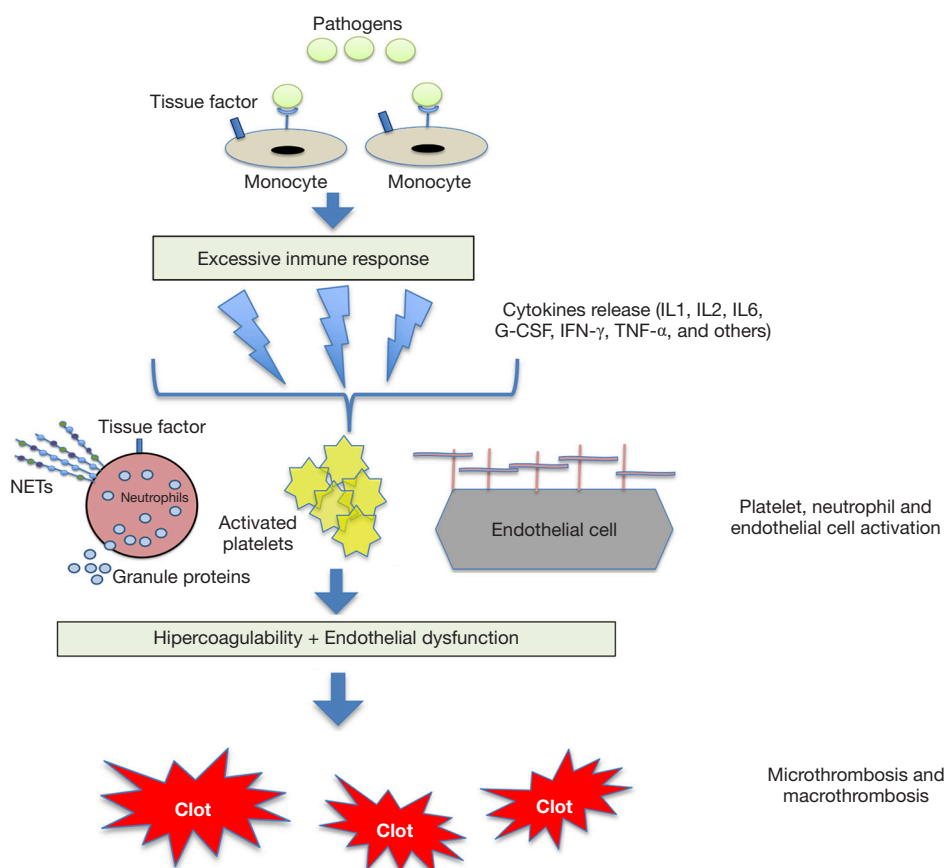 Pathogens
Tissue factor
Monocyte
Monocyte
Excessive inmune response
Cytokines release (IL1, IL2, IL6,
G-CSF, IFN-γ, TNF-α, and others)
Tissue factor
NETs
Neutrophils
Granule proteins
Activated
platelets
Endothelial cell
Platelet, neutrophil and
endothelial cell activation
Hipercoagulability + Endothelial dysfunction
Clot
Clot
Clot
Microthrombosis and
macrothrombosis